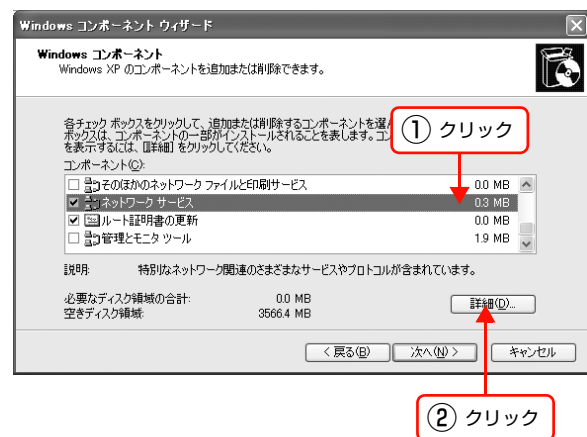 Windows コンポーネント ウィザード
Windows コンポーネント
Windows XP のコンポーネントを追加または削除できます。
各チェック ボックスをクリックして、追加または削除するコンポーネントを選
ボックスは、コンポーネントの一部がインストールされることを表します。コン
を表示するには、[詳細] をクリックしてください。
① クリック
コンポーネント(C):
そのほかのネットワーク ファイルと印刷サービス 0.0 MB
ネットワーク サービス 0.3 MB
ルート証明書の更新 0.0 MB
管理とモニタ ツール 1.9 MB
説明: 特別なネットワーク関連のさまざまなサービスやプロトコルが含まれています。
必要なディスク領域の合計: 0.0 MB
空きディスク領域: 3566.4 MB
詳細(D)...
< 戻る(B) 次へ(N) > キャンセル
② クリック